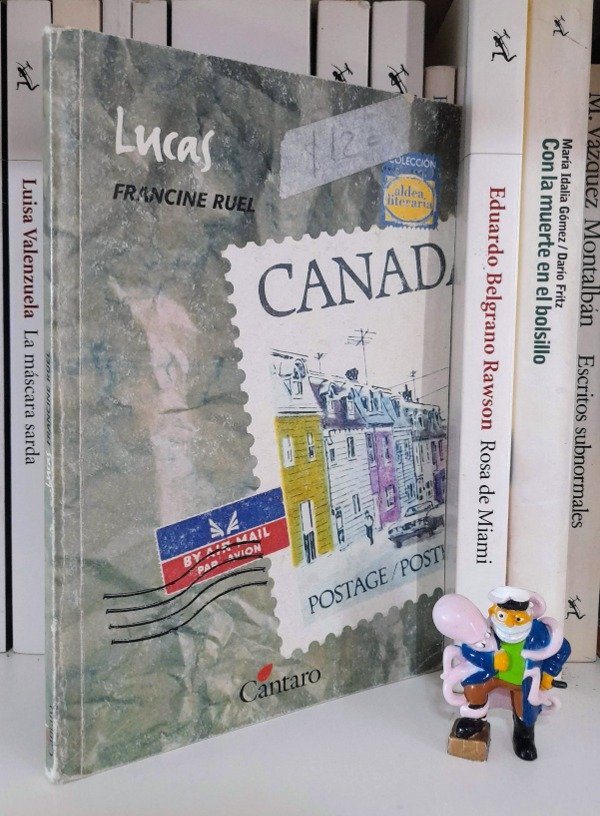 Lucas
FRANCINE RUEL
$ 12
COLECCIÓN
aldea
literaria
CANADA
BY AIR MAIL
PAR AVION
POSTAGE/POST
Cántaro
Luisa Valenzuela La máscara sarda
Eduardo Belgrano Rawson Rosa de Miami
María Idalia Gómez / Darío Fritz
Con la muerte en el bolsillo
M. Vázquez Montalbán Escritos subnormales